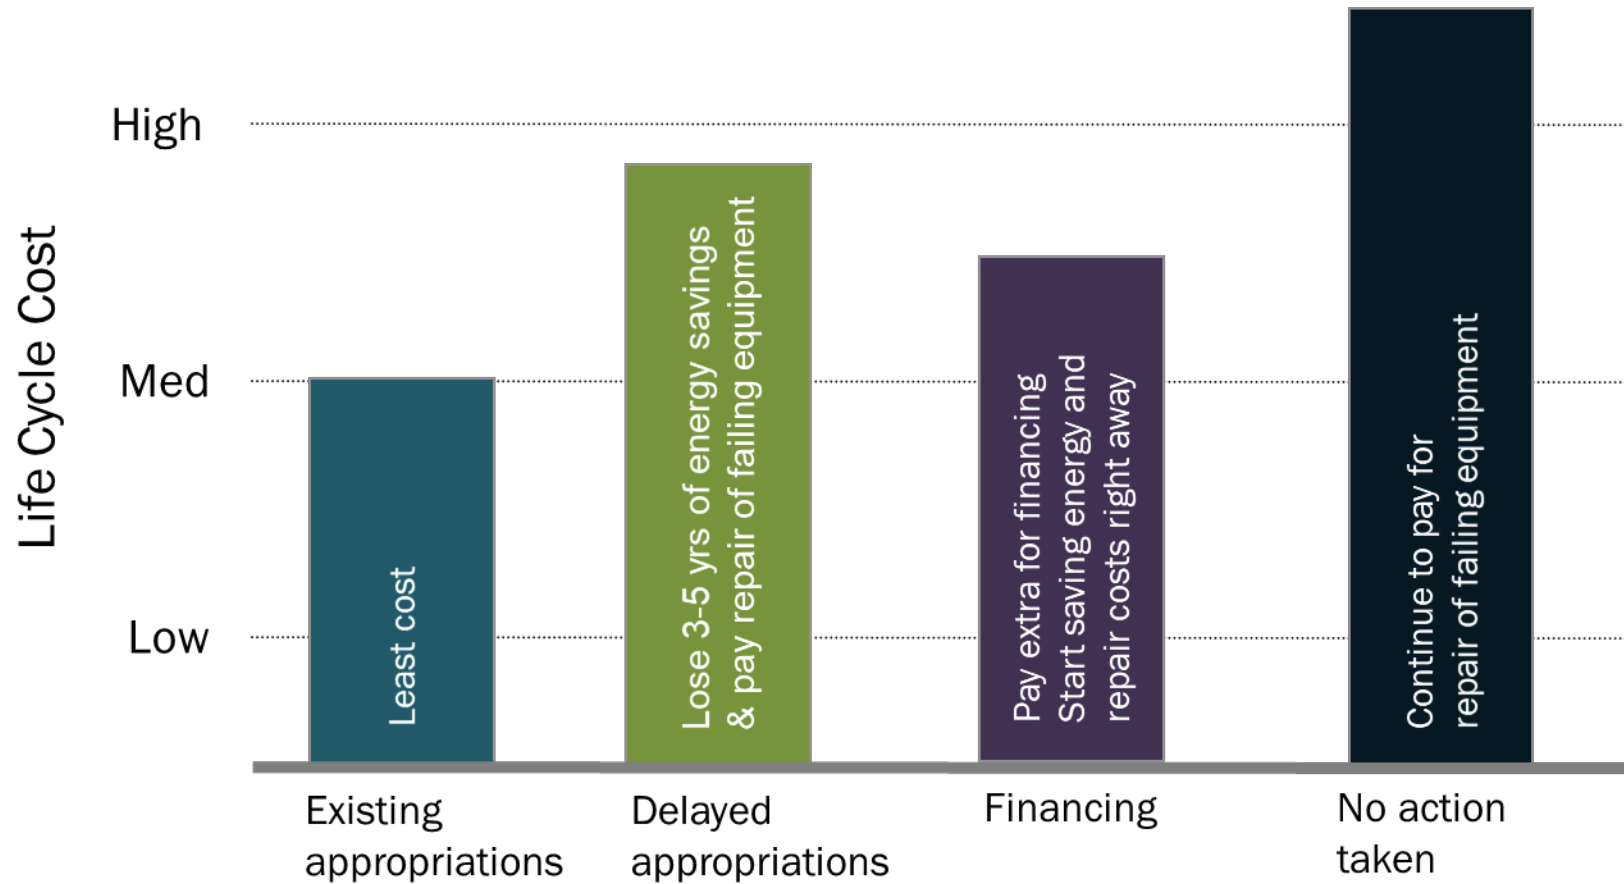 Life Cycle Cost
High
Med
Low
Least cost
Lose 3-5 yrs of energy savings
& pay repair of failing equipment
Pay extra for financing
Start saving energy and
repair costs right away
Continue to pay for
repair of failing equipment
Existing
appropriations
Delayed
appropriations
Financing
No action
taken